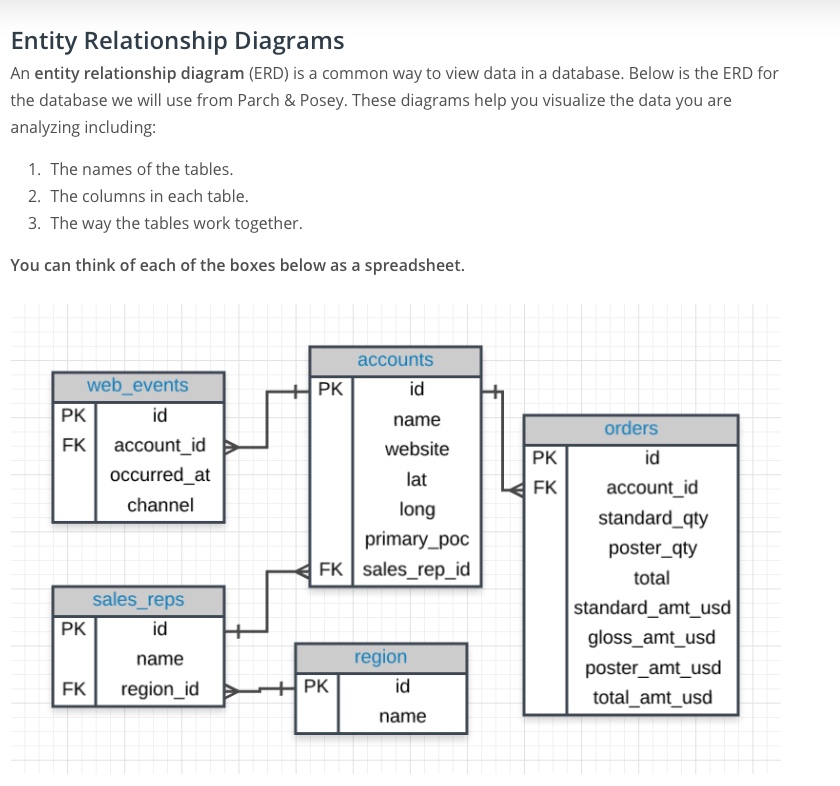 Entity Relationship Diagrams
An entity relationship diagram (ERD) is a common way to view data in a database. Below is the ERD for
the database we will use from Parch & Posey. These diagrams help you visualize the data you are
analyzing including:
1. The names of the tables.
2. The columns in each table.
3. The way the tables work together.
You can think of each of the boxes below as a spreadsheet.
web_events
PK id
FK account_id
occurred_at
channel
accounts
PK id
name
website
lat
long
primary_poc
FK sales_rep_id
orders
PK id
FK account_id
standard_qty
poster_qty
total
standard_amt_usd
gloss_amt_usd
poster_amt_usd
total_amt_usd
sales_reps
PK id
name
FK region_id
region
PK id
name